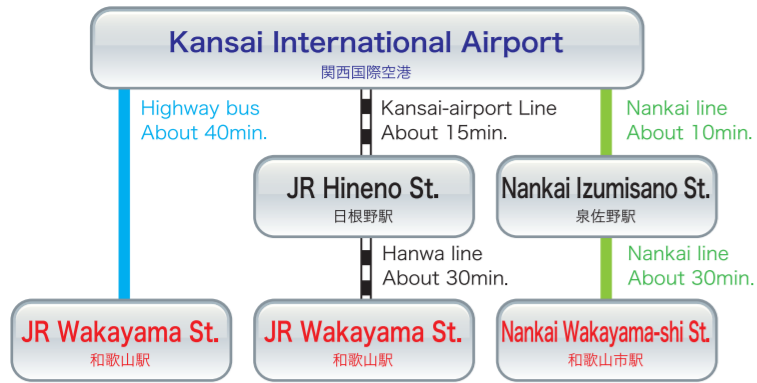 Kansai International Airport
関西国際空港
Highway bus
About 40min.
Kansai-airport Line
About 15min.
Nankai line
About 10min.
JR Hineno St.
日根野駅
Nankai Izumisano St.
泉佐野駅
Hanwa line
About 30min.
Nankai line
About 30min.
JR Wakayama St.
和歌山駅
JR Wakayama St.
和歌山駅
Nankai Wakayama-shi St.
和歌山市駅